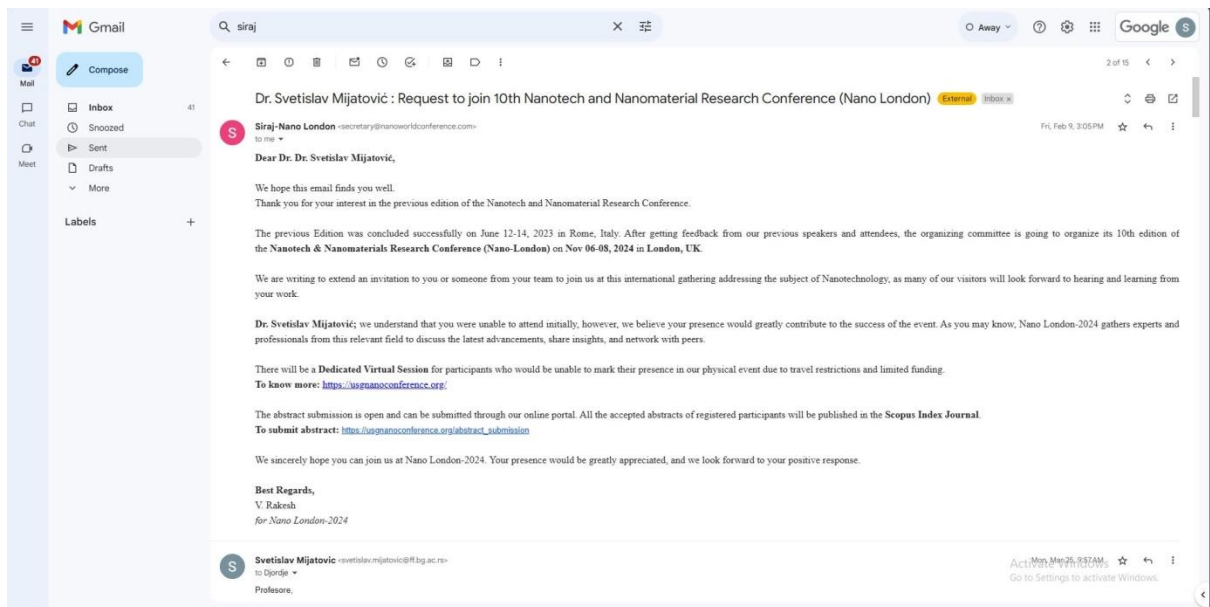 Gmail
siraj
Away
Google
S
41
Mail
Chat
Meet
Compose
Inbox 41
Snoozed
Sent
Drafts
More
Labels
2 of 15
Dr. Svetislav Mijatović : Request to join 10th Nanotech and Nanomaterial Research Conference (Nano London) External Inbox x
S
Siraj-Nano London <secretary@nanoworldconference.com> Fri, Feb 9, 3:05 PM
to me
Dear Dr. Dr. Svetislav Mijatović,
We hope this email finds you well.
Thank you for your interest in the previous edition of the Nanotech and Nanomaterial Research Conference.
The previous Edition was concluded successfully on June 12-14, 2023 in Rome, Italy. After getting feedback from our previous speakers and attendees, the organizing committee is going to organize its 10th edition of
the Nanotech & Nanomaterials Research Conference (Nano-London) on Nov 06-08, 2024 in London, UK.
We are writing to extend an invitation to you or someone from your team to join us at this international gathering addressing the subject of Nanotechnology, as many of our visitors will look forward to hearing and learning from
your work.
Dr. Svetislav Mijatović; we understand that you were unable to attend initially, however, we believe your presence would greatly contribute to the success of the event. As you may know, Nano London-2024 gathers experts and
professionals from this relevant field to discuss the latest advancements, share insights, and network with peers.
There will be a Dedicated Virtual Session for participants who would be unable to mark their presence in our physical event due to travel restrictions and limited funding.
To know more: https://usgnanoconference.org/
The abstract submission is open and can be submitted through our online portal. All the accepted abstracts of registered participants will be published in the Scopus Index Journal.
To submit abstract: https://usgnanoconference.org/abstract_submission
We sincerely hope you can join us at Nano London-2024. Your presence would be greatly appreciated, and we look forward to your positive response.
Best Regards,
V. Rakesh
for Nano London-2024
S
Svetislav Mijatovic <svetislav.mijatovic@ff.bg.ac.rs> Mon, Mar 25, 9:57 AM
to Djordje
Profesore,
Activate Windows
Go to Settings to activate Windows.